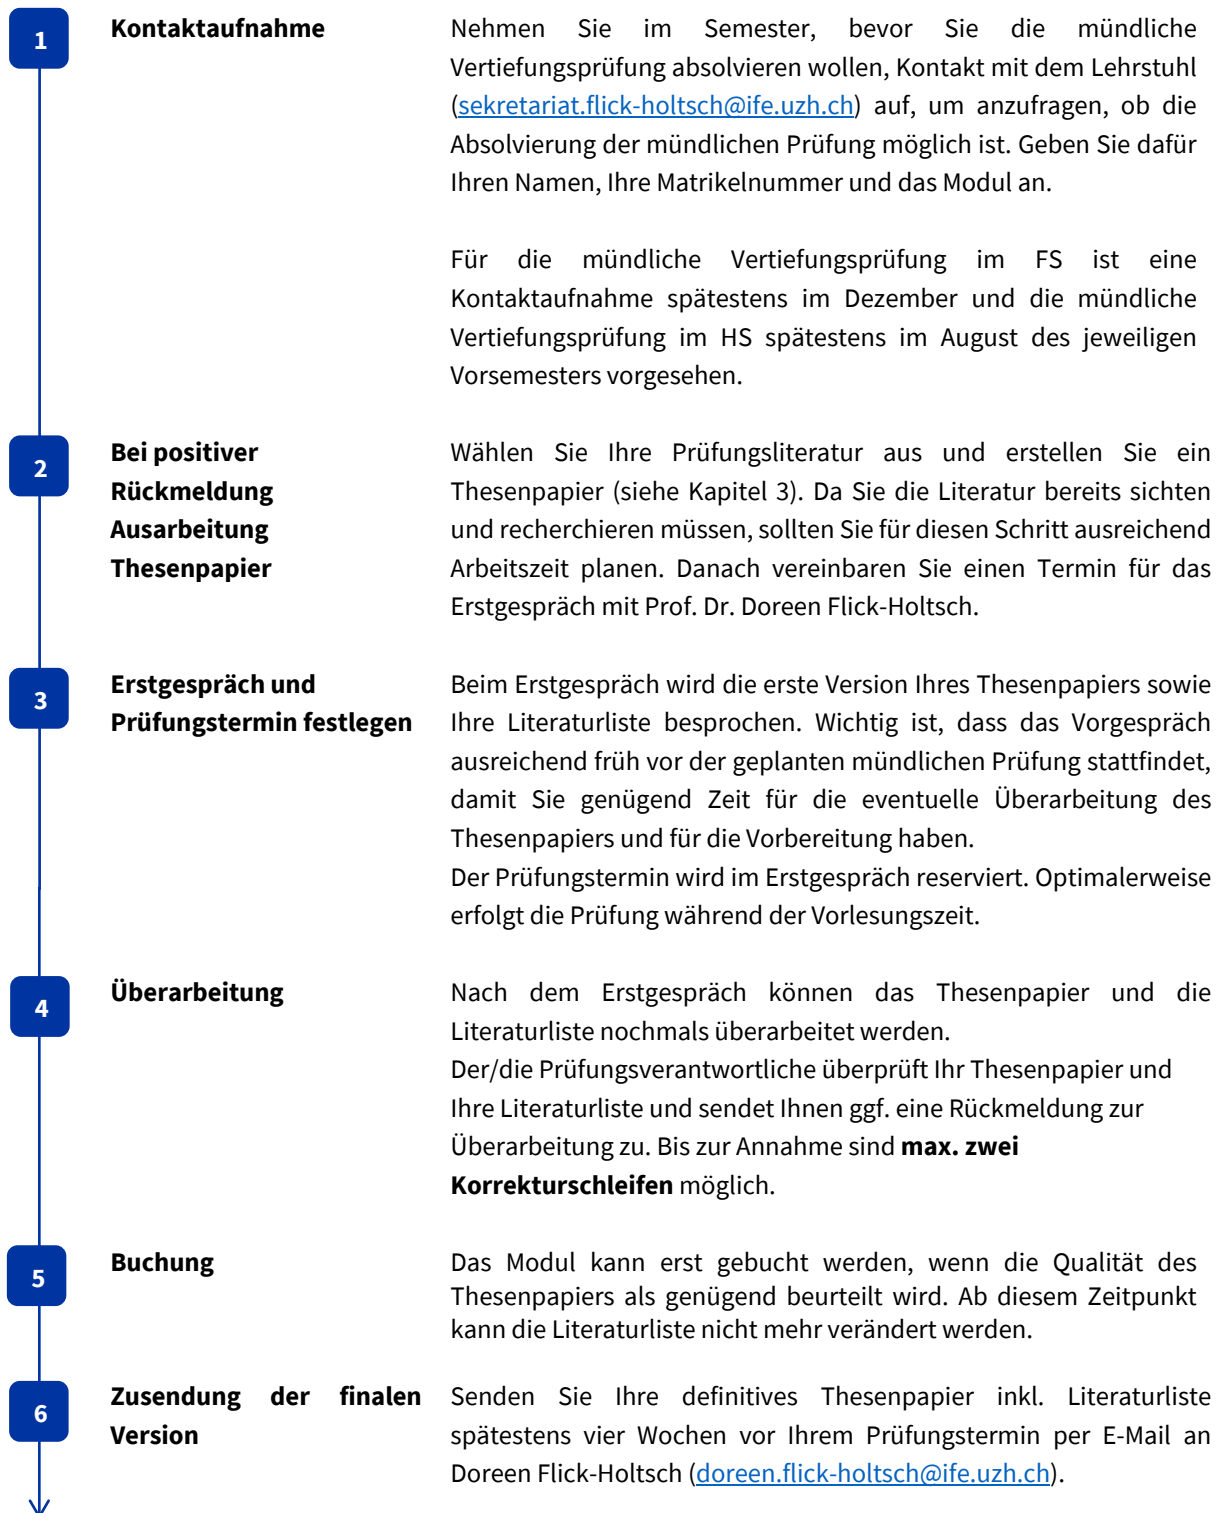 1
Kontaktaufnahme
Nehmen Sie im Semester, bevor Sie die mündliche
Vertiefungsprüfung absolvieren wollen, Kontakt mit dem Lehrstuhl
(sekretariat.flick-holtsch@ife.uzh.ch) auf, um anzufragen, ob die
Absolvierung der mündlichen Prüfung möglich ist. Geben Sie dafür
Ihren Namen, Ihre Matrikelnummer und das Modul an.
Für die mündliche Vertiefungsprüfung im FS ist eine
Kontaktaufnahme spätestens im Dezember und die mündliche
Vertiefungsprüfung im HS spätestens im August des jeweiligen
Vorsemesters vorgesehen.
2
Bei positiver
Rückmeldung
Ausarbeitung
Thesenpapier
Wählen Sie Ihre Prüfungsliteratur aus und erstellen Sie ein
Thesenpapier (siehe Kapitel 3). Da Sie die Literatur bereits sichten
und recherchieren müssen, sollten Sie für diesen Schritt ausreichend
Arbeitszeit planen. Danach vereinbaren Sie einen Termin für das
Erstgespräch mit Prof. Dr. Doreen Flick-Holtsch.
3
Erstgespräch und
Prüfungstermin festlegen
Beim Erstgespräch wird die erste Version Ihres Thesenpapiers sowie
Ihre Literaturliste besprochen. Wichtig ist, dass das Vorgespräch
ausreichend früh vor der geplanten mündlichen Prüfung stattfindet,
damit Sie genügend Zeit für die eventuelle Überarbeitung des
Thesenpapiers und für die Vorbereitung haben.
Der Prüfungstermin wird im Erstgespräch reserviert. Optimalerweise
erfolgt die Prüfung während der Vorlesungszeit.
4
Überarbeitung
Nach dem Erstgespräch können das Thesenpapier und die
Literaturliste nochmals überarbeitet werden.
Der/die Prüfungsverantwortliche überprüft Ihr Thesenpapier und
Ihre Literaturliste und sendet Ihnen ggf. eine Rückmeldung zur
Überarbeitung zu. Bis zur Annahme sind max. zwei
Korrekturschleifen möglich.
5
Buchung
Das Modul kann erst gebucht werden, wenn die Qualität des
Thesenpapiers als genügend beurteilt wird. Ab diesem Zeitpunkt
kann die Literaturliste nicht mehr verändert werden.
6
Zusendung der finalen
Version
Senden Sie Ihre definitives Thesenpapier inkl. Literaturliste
spätestens vier Wochen vor Ihrem Prüfungstermin per E-Mail an
Doreen Flick-Holtsch (doreen.flick-holtsch@ife.uzh.ch).